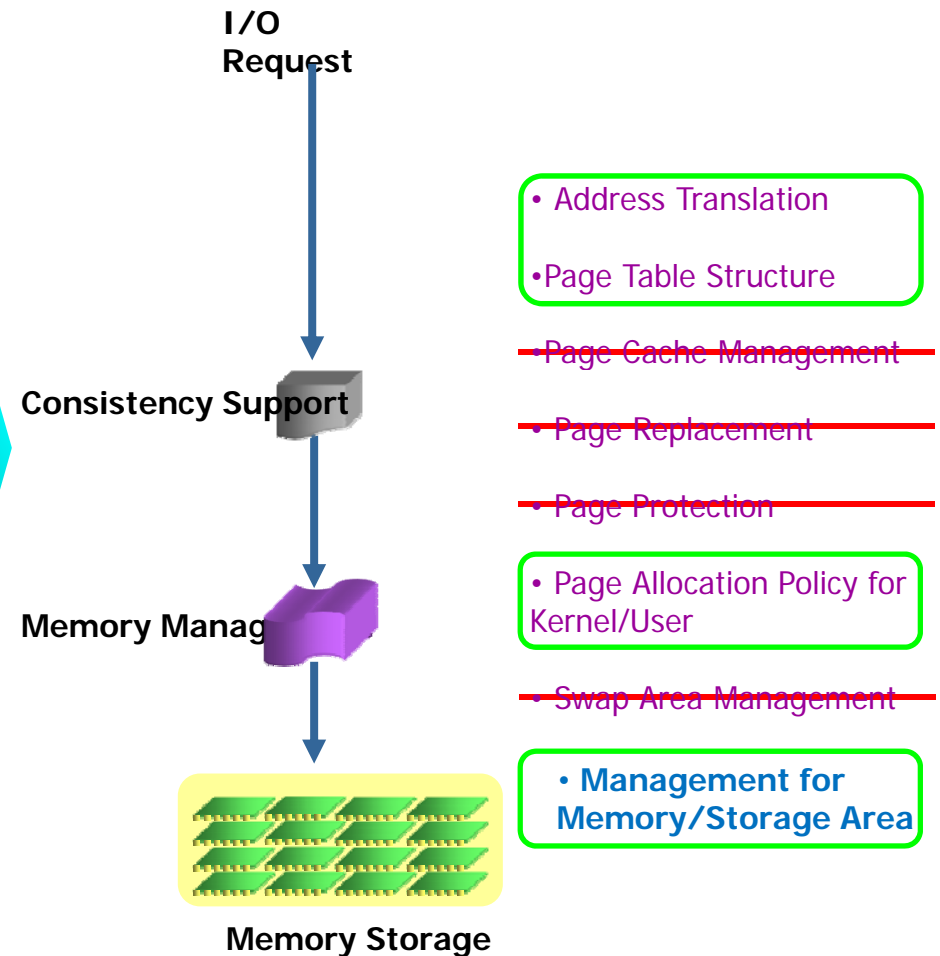 I/O
Request
• Address Translation
•Page Table Structure
•Page Cache Management
Consistency Support
• Page Replacement
• Page Protection
• Page Allocation Policy for
Kernel/User
Memory Manag
• Swap Area Management
• Management for
Memory/Storage Area
Memory Storage